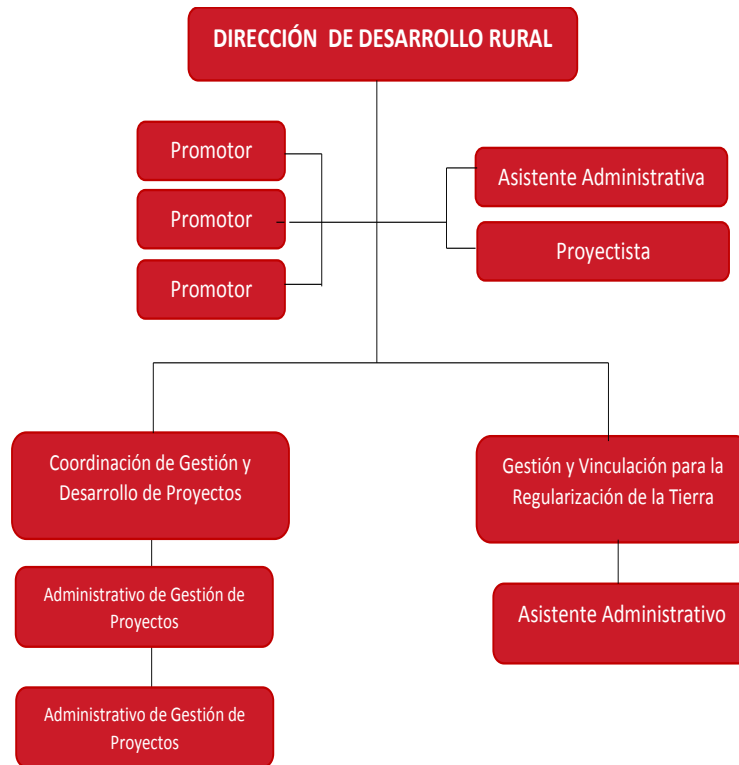 DIRECCIÓN DE DESARROLLO RURAL
Promotor
Promotor
Promotor
Asistente Administrativa
Proyectista
Coordinación de Gestión y
Desarrollo de Proyectos
Gestión y Vinculación para la
Regularización de la Tierra
Administrativo de Gestión de
Proyectos
Asistente Administrativo
Administrativo de Gestión de
Proyectos